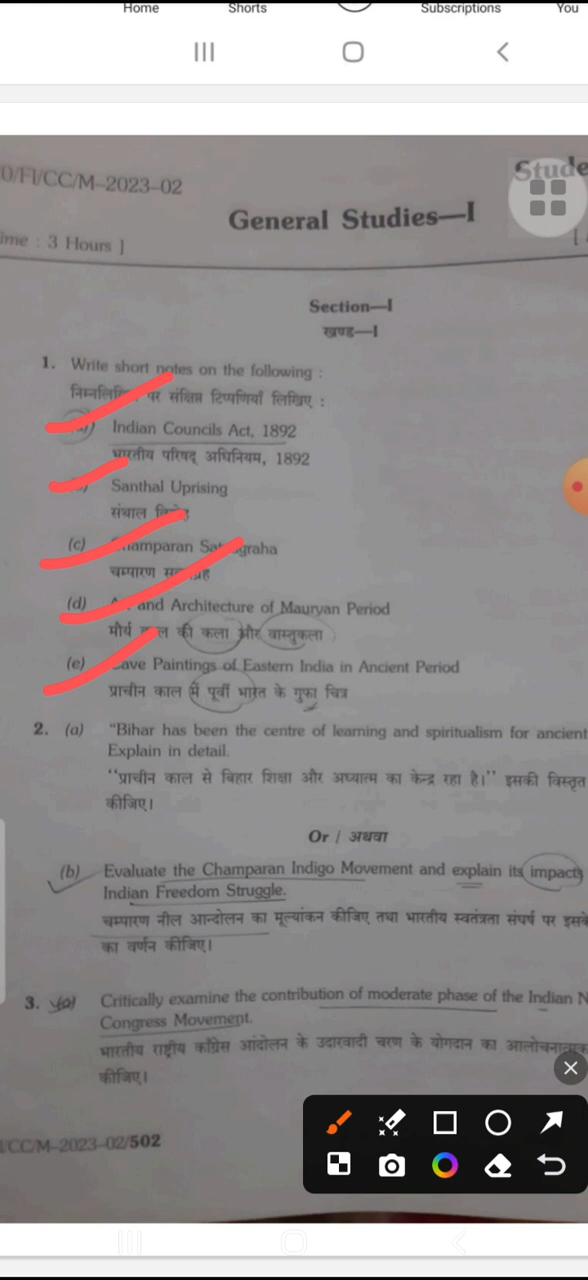 Home Shorts Subscriptions You
0/FI/CC/M-2023-02
Stude
General Studies—I
ime : 3 Hours ]
Section—I
खण्ड—I
1. Write short notes on the following :
पर संक्षिप्त टिप्पणियाँ लिखिए :
Indian Councils Act, 1892
भारतीय परिषद् अधिनियम, 1892
Santhal Uprising
संथाल
(c)
चम्पारण
(d) and Architecture of Mauryan Period
मौर्य की कला और वास्तुकला
(e) Paintings of Eastern India in Ancient Period
प्राचीन काल में पूर्वी भारत के गुफा चित्र
2. (a) "Bihar has been the centre of learning and spiritualism for ancient
Explain in detail.
"प्राचीन काल से बिहार शिक्षा और अध्यात्म का केन्द्र रहा है।" इसकी विस्तृत
कीजिए।
Or / अथवा
(b) Evaluate the Champaran Indigo Movement and explain its impact
Indian Freedom Struggle.
चम्पारण नील आन्दोलन का मूल्यांकन कीजिए तथा भारतीय स्वतंत्रता संघर्ष पर इसके
का वर्णन कीजिए।
3. (a) Critically examine the contribution of moderate phase of the Indian N
Congress Movement.
भारतीय राष्ट्रीय काँग्रेस आंदोलन के उदारवादी चरण के योगदान का आलोचनात्मक
कीजिए।
/CC/M-2023-02/502